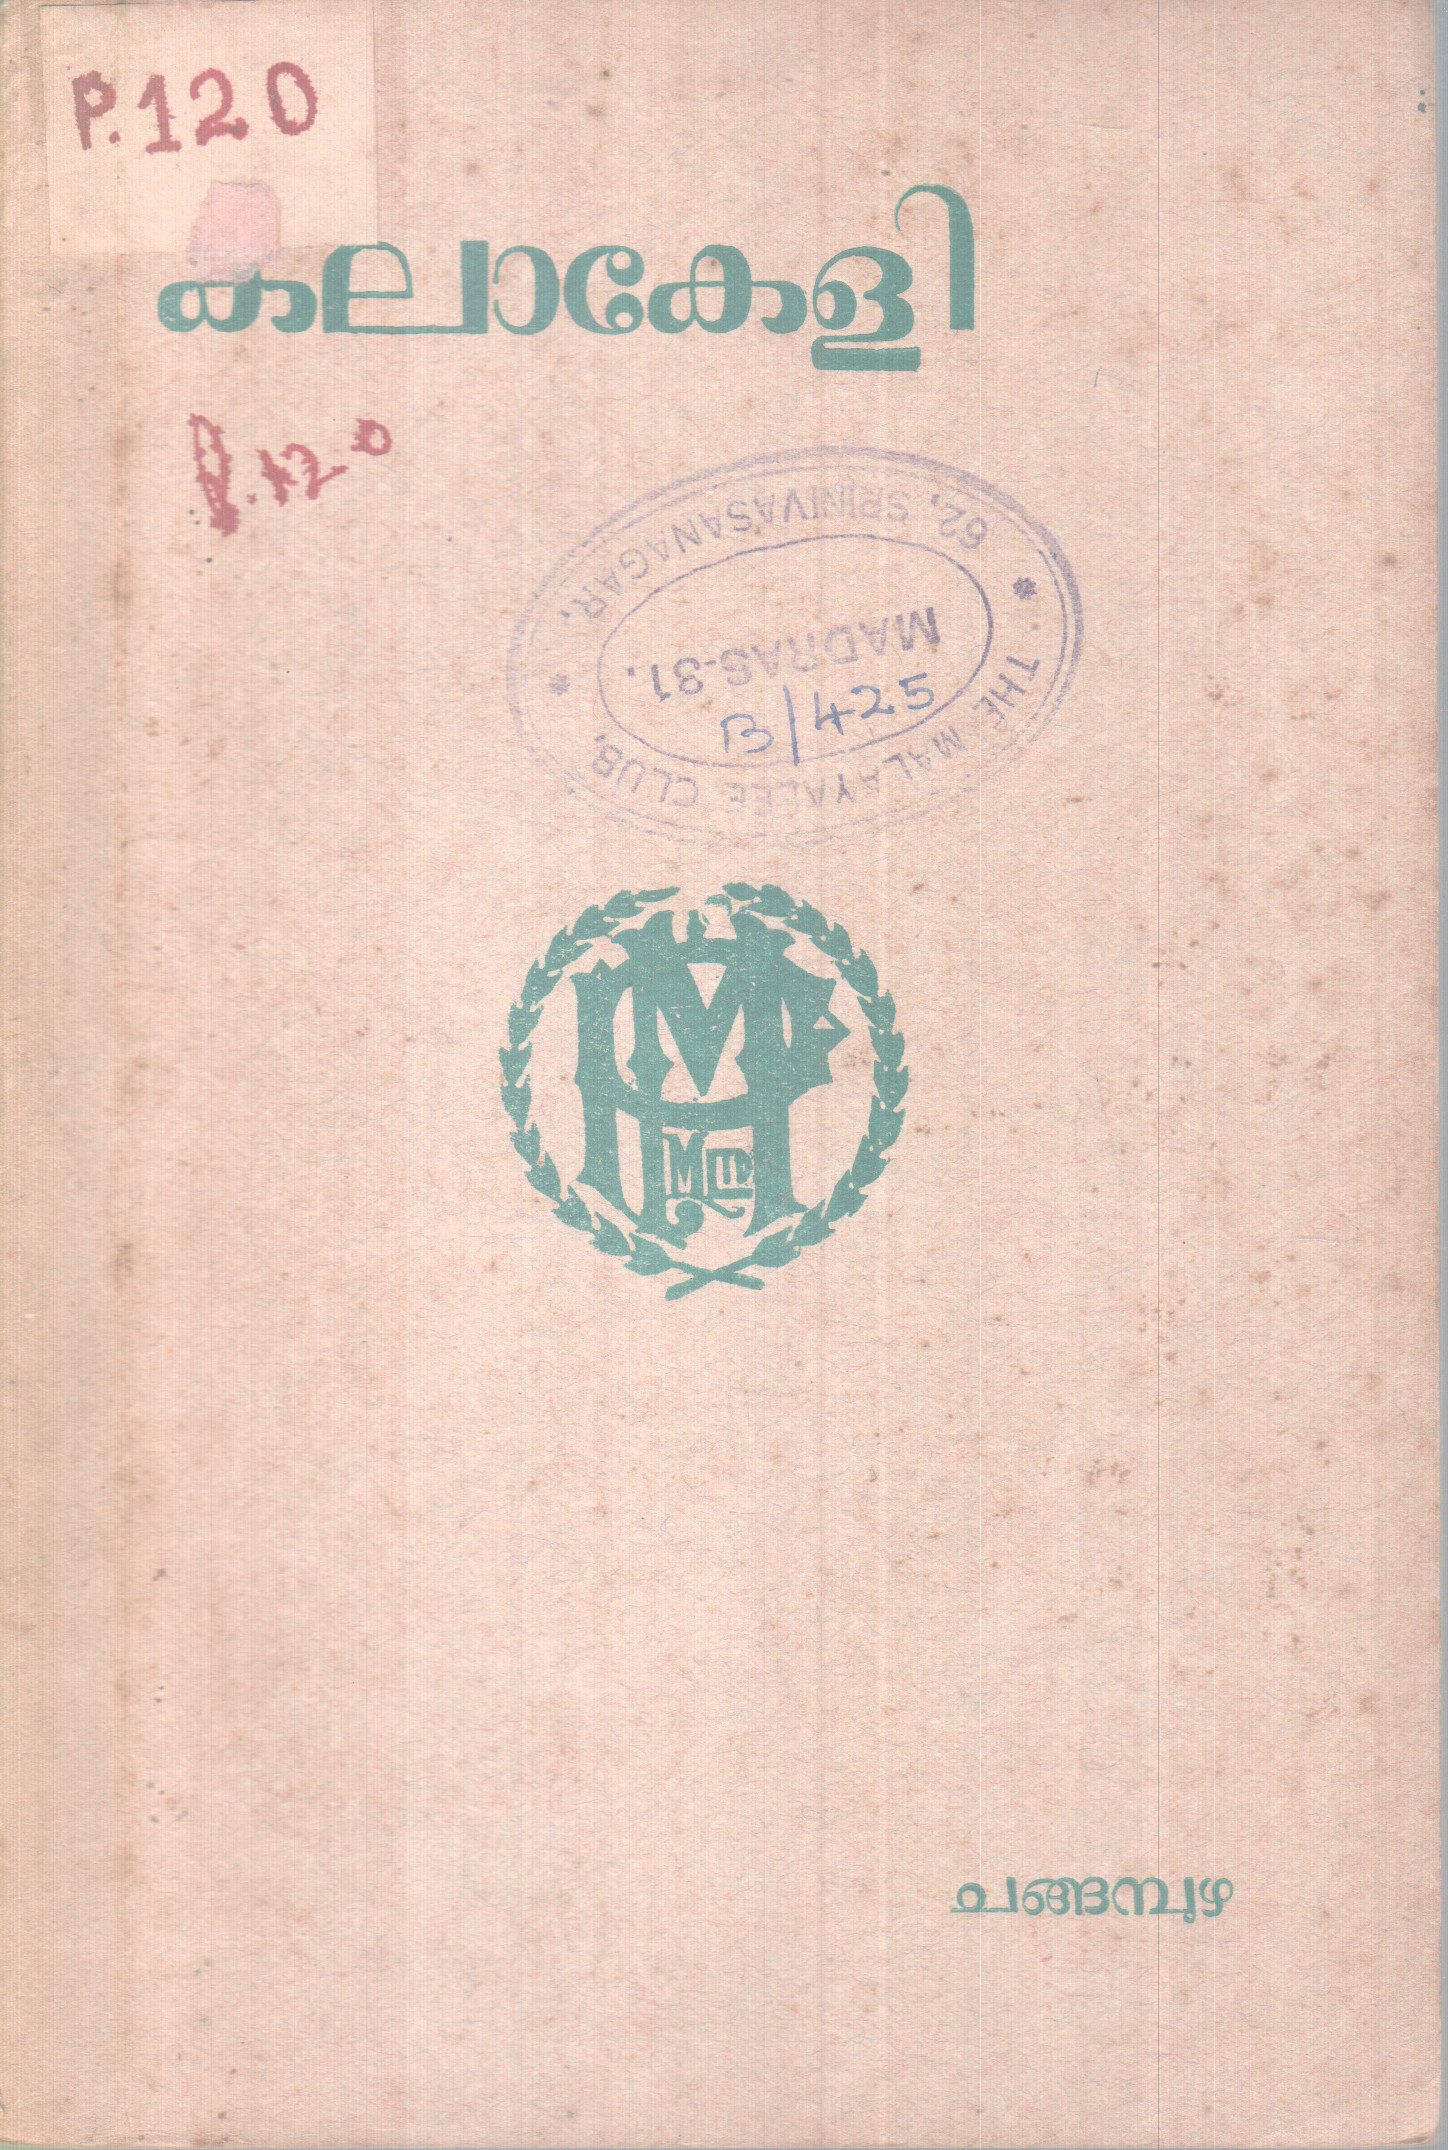 P.120
കലാകേളി
P.120
62, SRINIVASANAGAR,
MADRAS-31.
B/425
* THE MALAYALEE CLUB, *
ചങ്ങമ്പുഴ